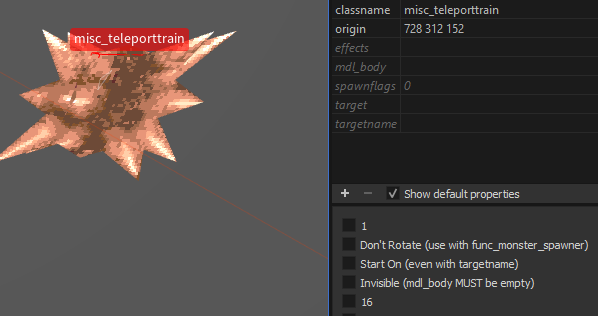 misc_teleporttrain
classname misc_teleporttrain
origin 728 312 152
effects
mdl_body
spawnflags 0
target
targetname
+ − Show default properties
1
Don't Rotate (use with func_monster_spawner)
Start On (even with targetname)
Invisible (mdl_body MUST be empty)
16